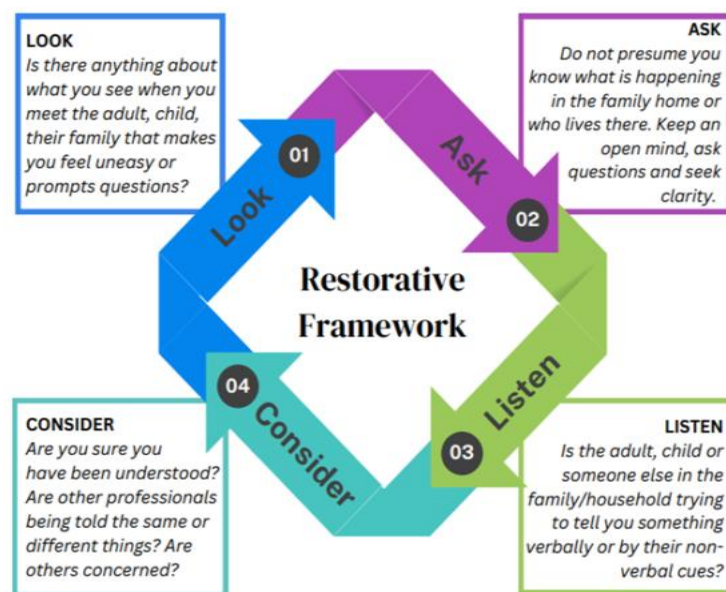 LOOK
Is there anything about
what you see when you
meet the adult, child,
their family that makes
you feel uneasy or
prompts questions?
ASK
Do not presume you
know what is happening
in the family home or
who lives there. Keep an
open mind, ask
questions and seek
clarity.
01
Look
Ask
02
Restorative
Framework
04
Consider
Listen
03
CONSIDER
Are you sure you
have been understood?
Are other professionals
being told the same or
different things? Are
others concerned?
LISTEN
Is the adult, child or
someone else in the
family/household trying
to tell you something
verbally or by their non-
verbal cues?